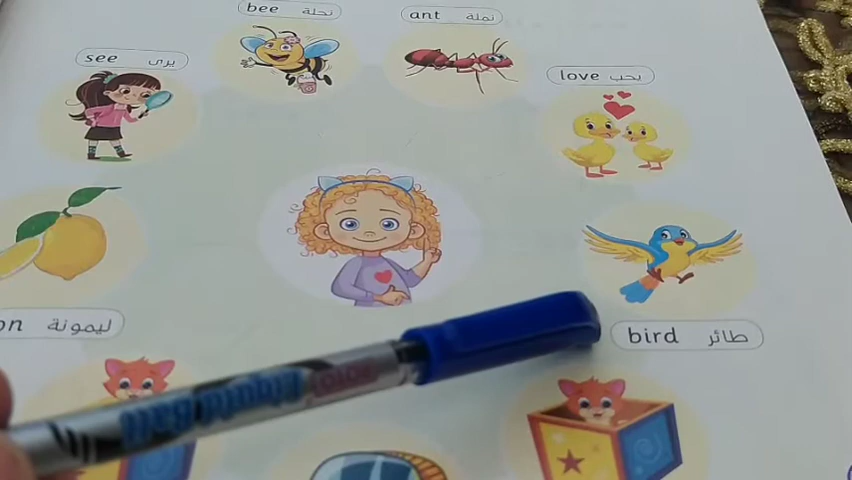 bee نحلة
ant نملة
see يرى
love يحب
on ليمونة
bird طائر